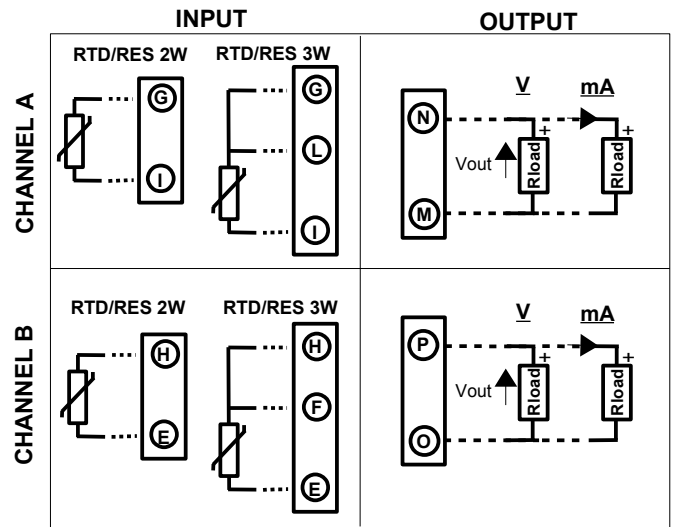 INPUT
OUTPUT
CHANNEL A
RTD/RES 2W
G
I
RTD/RES 3W
G
L
I
N
M
V
mA
Vout
+
Rload
+
Rload
CHANNEL B
RTD/RES 2W
H
E
RTD/RES 3W
H
F
E
P
O
V
mA
Vout
+
Rload
+
Rload